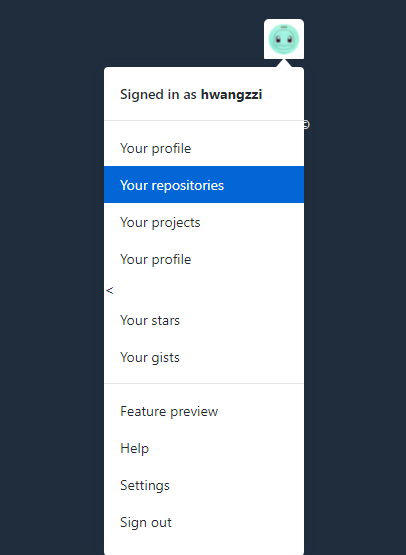 Signed in as hwangzzi
©
Your profile
Your repositories
Your projects
Your profile
<
Your stars
Your gists
Feature preview
Help
Settings
Sign out